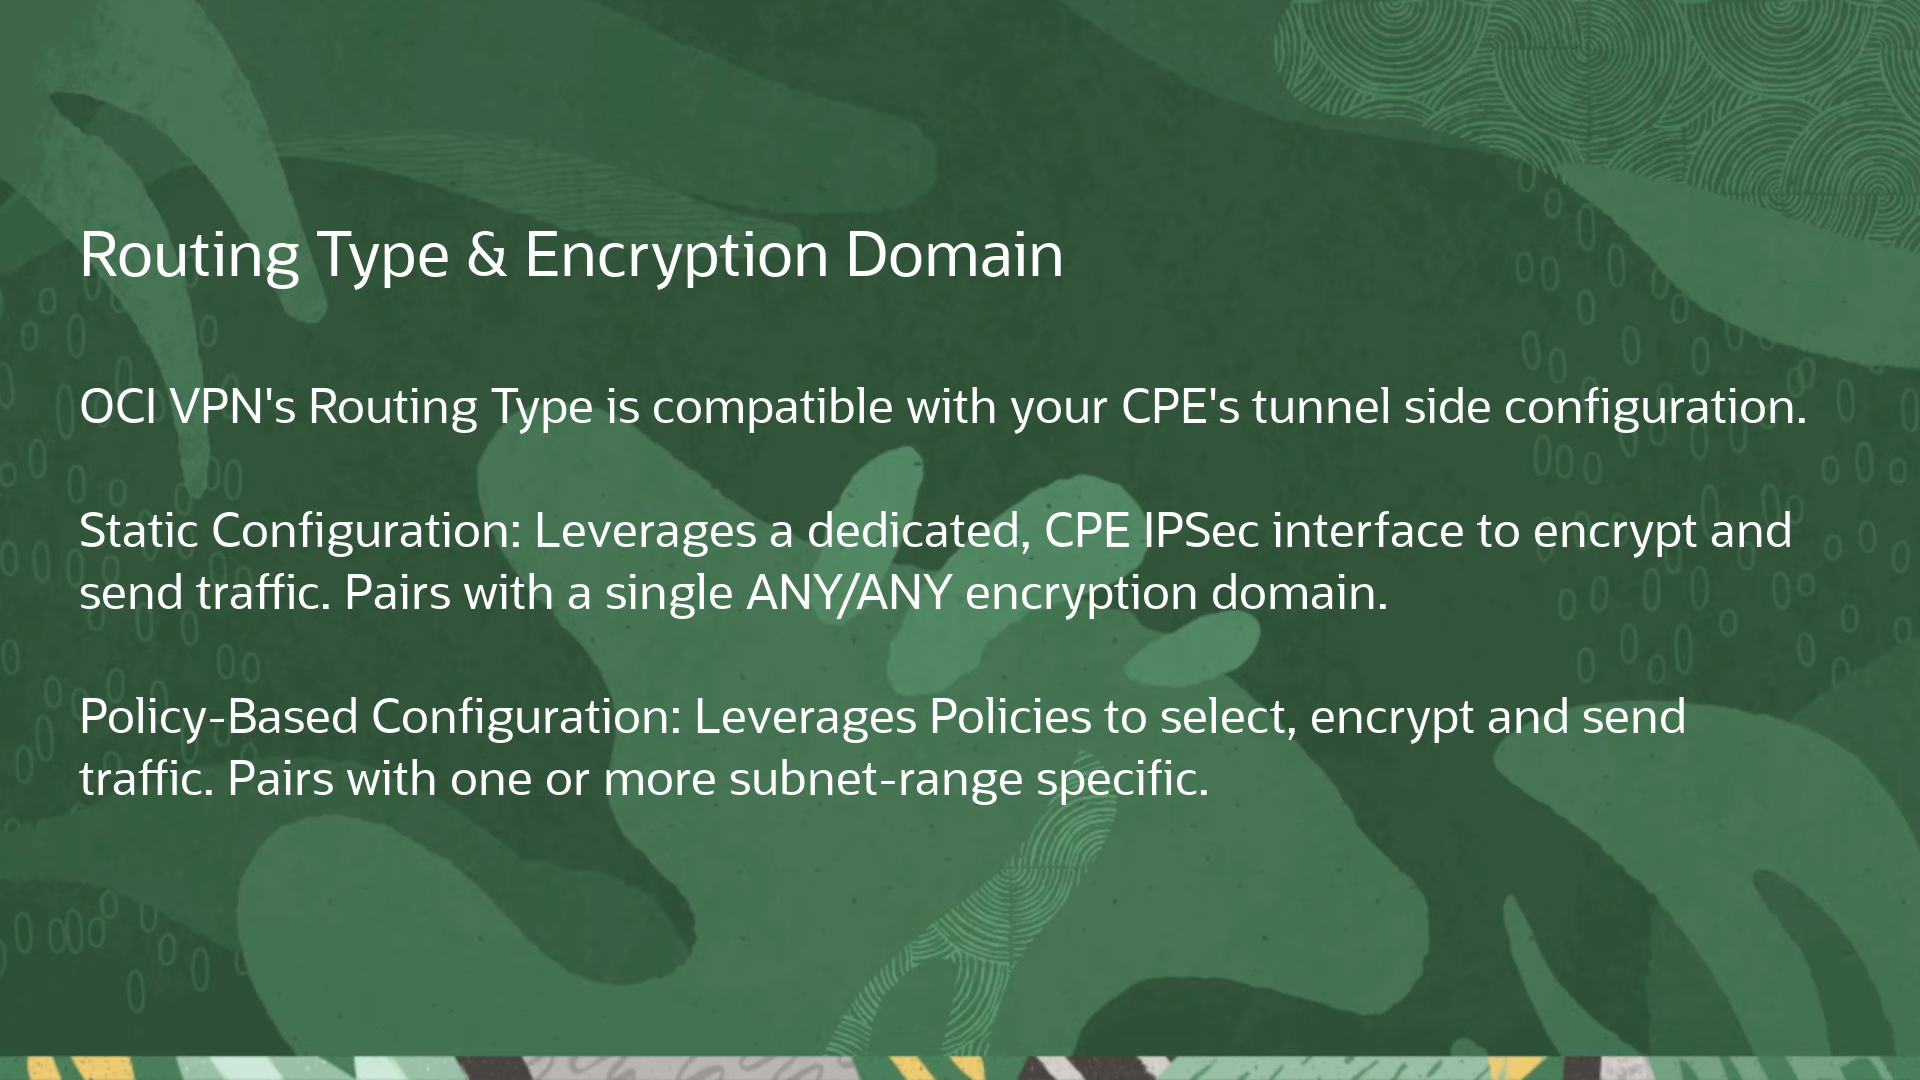 Routing Type & Encryption Domain
OCI VPN's Routing Type is compatible with your CPE's tunnel side configuration.
Static Configuration: Leverages a dedicated, CPE IPSec interface to encrypt and
send traffic. Pairs with a single ANY/ANY encryption domain.
Policy-Based Configuration: Leverages Policies to select, encrypt and send
traffic. Pairs with one or more subnet-range specific.